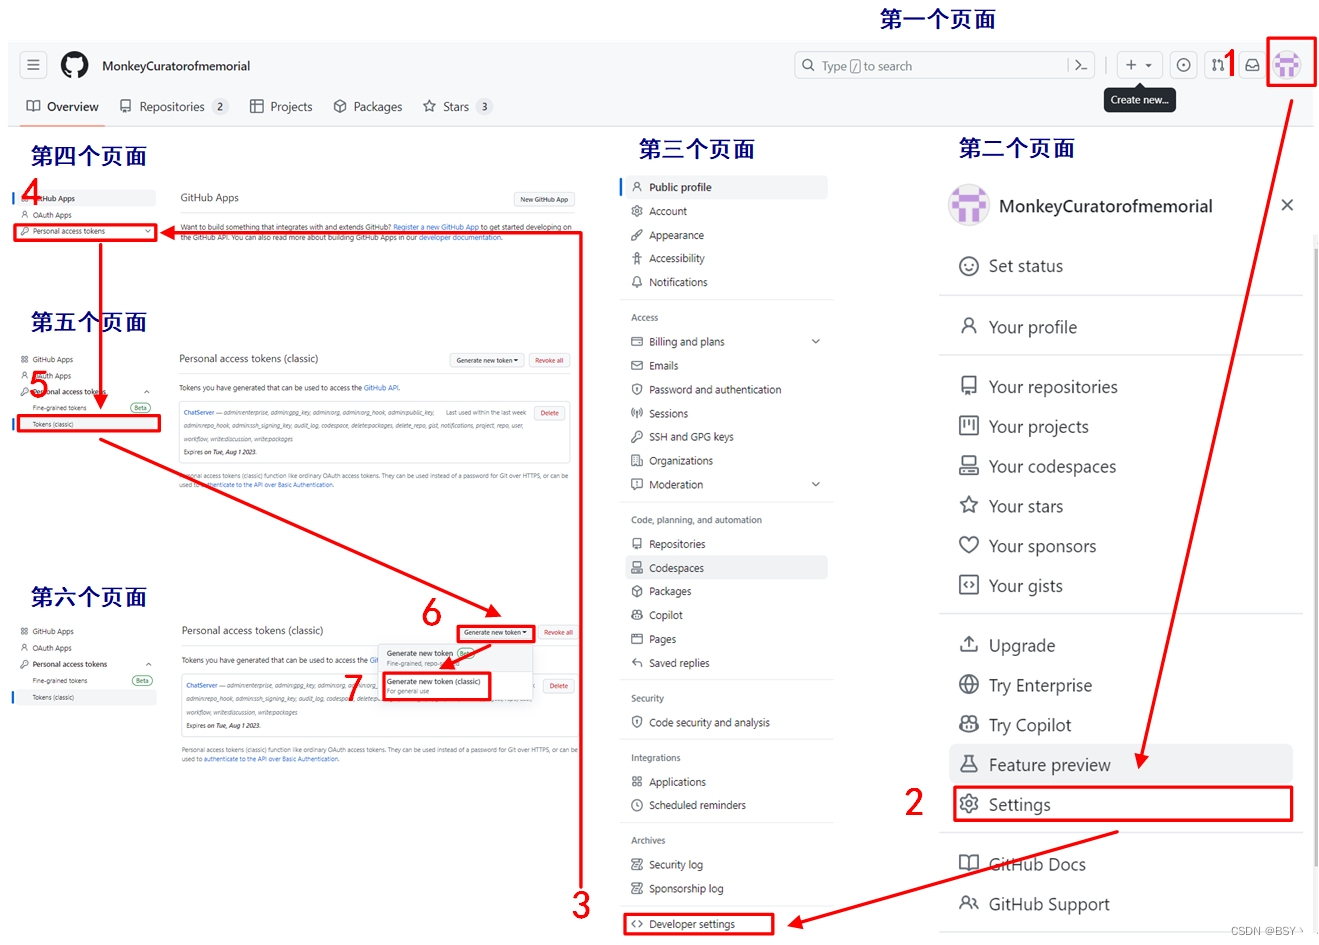 第一个页面
MonkeyCuratorofmemorial
Type / to search
1
Create new...
Overview
Repositories 2
Projects
Packages
Stars 3
第四个页面
4
GitHub Apps
OAuth Apps
Personal access tokens
GitHub Apps
New GitHub App
Want to build something that integrates with and extends GitHub? Register a new GitHub App to get started developing on
the GitHub API. You can also read more about building GitHub Apps in our developer documentation.
第五个页面
5
GitHub Apps
OAuth Apps
Personal access tokens
Fine-grained tokens Beta
Tokens (classic)
Personal access tokens (classic)
Generate new token
Revoke all
Tokens you have generated that can be used to access the GitHub API.
ChatServer — admin:enterprise, admin:gpg_key, admin:org, admin:org_hook, admin:public_key, Last used within the last week Delete
admin:repo_hook, admin:ssh_signing_key, audit_log, codespace, delete:packages, delete_repo, gist, notifications, project, repo, user,
workflow, write:discussion, write:packages
Expires on Tue, Aug 1 2023.
Personal access tokens (classic) function like ordinary OAuth access tokens. They can be used instead of a password for Git over HTTPS, or can be
used to authenticate to the API over Basic Authentication.
第六个页面
6
GitHub Apps
OAuth Apps
Personal access tokens
Fine-grained tokens Beta
Tokens (classic)
Personal access tokens (classic)
Generate new token
Revoke all
Tokens you have generated that can be used to access the
Generate new token Beta
Fine-grained,
7
Generate new token (classic)
For general use
ChatServer — admin:enterprise, admin:gpg_key, admin:org, Delete
admin:repo_hook, admin:ssh_signing_key, audit_log, codespace,
workflow, write:discussion, write:packages
Expires on Tue, Aug 1 2023.
Personal access tokens (classic) function like ordinary OAuth access tokens. They can be used instead of a password for Git over HTTPS, or can be
used to authenticate to the API over Basic Authentication.
3
第三个页面
Public profile
Account
Appearance
Accessibility
Notifications
Access
Billing and plans
Emails
Password and authentication
Sessions
SSH and GPG keys
Organizations
Moderation
Code, planning, and automation
Repositories
Codespaces
Packages
Copilot
Pages
Saved replies
Security
Code security and analysis
Integrations
Applications
Scheduled reminders
Archives
Security log
Sponsorship log
Developer settings
第二个页面
MonkeyCuratorofmemorial
Set status
Your profile
Your repositories
Your projects
Your codespaces
Your stars
Your sponsors
Your gists
Upgrade
Try Enterprise
Try Copilot
Feature preview
2
Settings
GitHub Docs
GitHub Support
CSDN @BSY丶